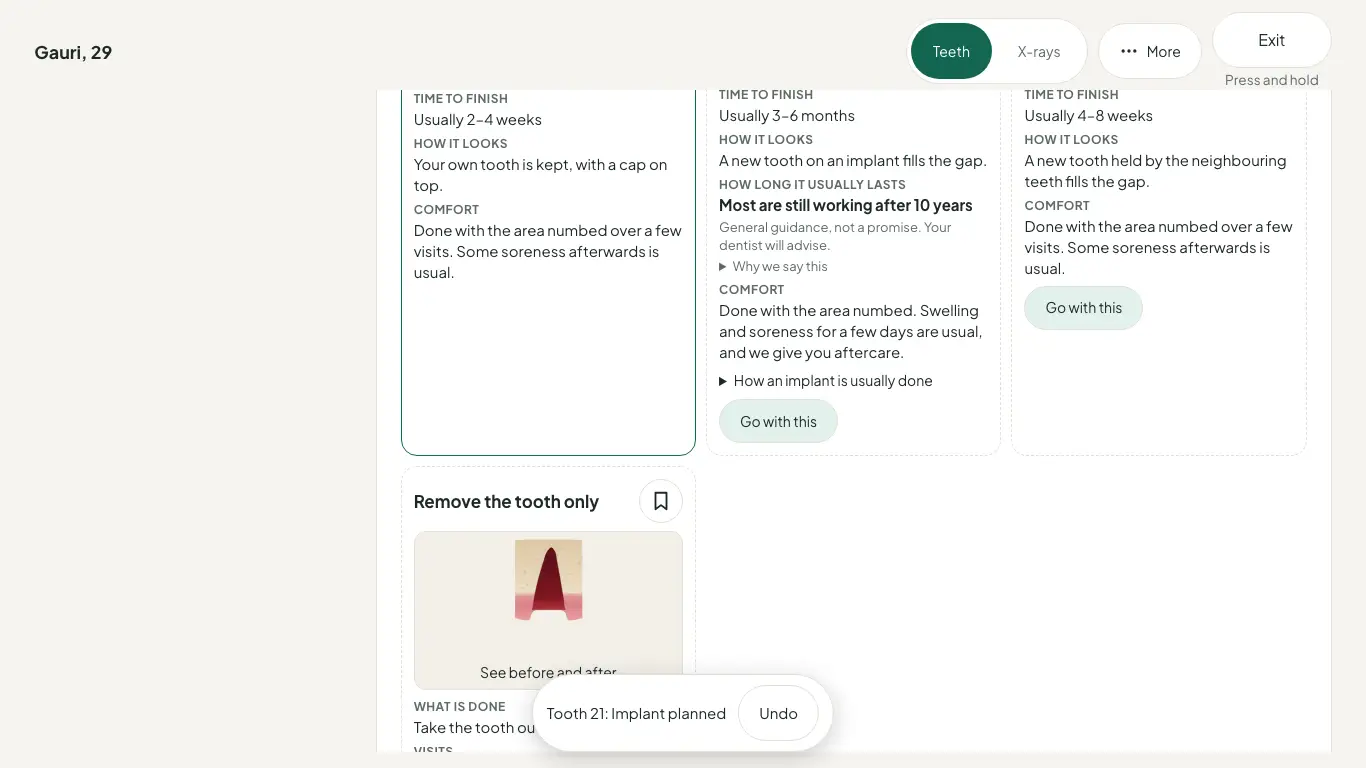 Gauri, 29
Teeth
X-rays
••• More
Exit
Press and hold
TIME TO FINISH
Usually 2–4 weeks
HOW IT LOOKS
Your own tooth is kept, with a cap on
top.
COMFORT
Done with the area numbed over a few
visits. Some soreness afterwards is
usual.
TIME TO FINISH
Usually 3–6 months
HOW IT LOOKS
A new tooth on an implant fills the gap.
HOW LONG IT USUALLY LASTS
Most are still working after 10 years
General guidance, not a promise. Your
dentist will advise.
Why we say this
COMFORT
Done with the area numbed. Swelling
and soreness for a few days are usual,
and we give you aftercare.
How an implant is usually done
Go with this
TIME TO FINISH
Usually 4–8 weeks
HOW IT LOOKS
A new tooth held by the neighbouring
teeth fills the gap.
COMFORT
Done with the area numbed over a few
visits. Some soreness afterwards is
usual.
Go with this
Remove the tooth only
See before and after
WHAT IS DONE
Take the tooth
VISITS
Tooth 21: Implant planned
Undo